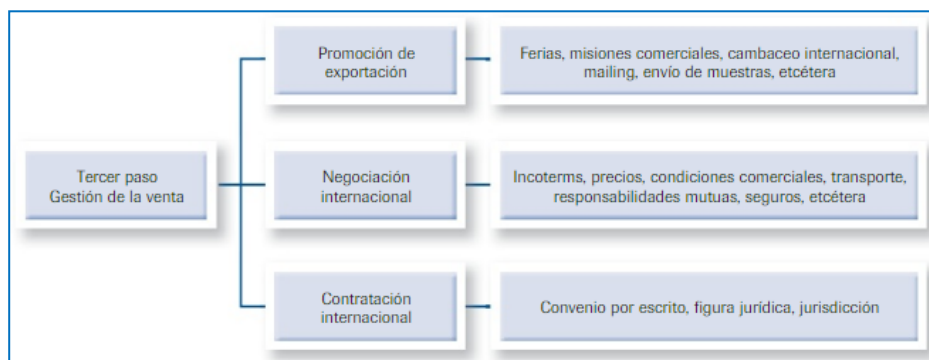 Tercer paso
Gestión de la venta
Promoción de
exportación
Ferias, misiones comerciales, cambaceo internacional,
mailing, envío de muestras, etcétera
Negociación
internacional
Incoterms, precios, condiciones comerciales, transporte,
responsabilidades mutuas, seguros, etcétera
Contratación
internacional
Convenio por escrito, figura jurídica, jurisdicción